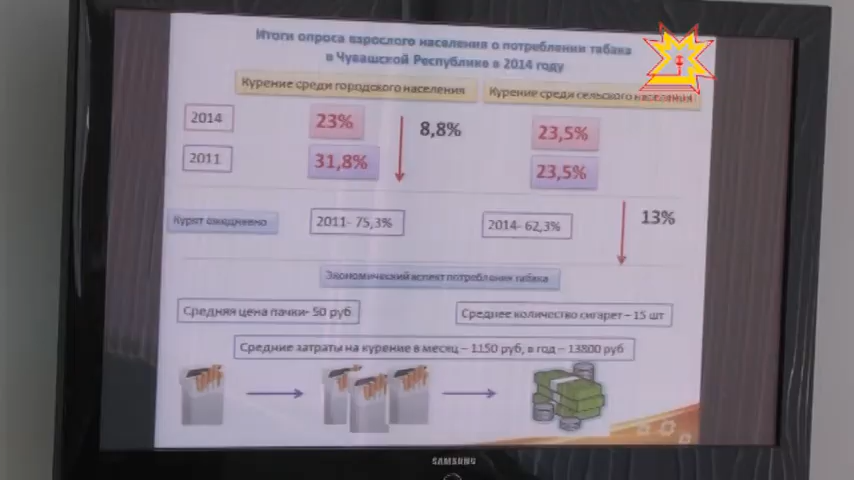 Итоги опроса взрослого населения о потреблении табака
в Чувашской Республике в 2014 году
Курение среди городского населения
Курение среди сельского населения
2014
23%
8,8%
23,5%
2011
31,8%
23,5%
Курят ежедневно
2011- 75,3%
2014- 62,3%
13%
Экономический аспект потребления табака
Средняя цена пачки- 50 руб
Среднее количество сигарет – 15 шт
Средние затраты на курение в месяц – 1150 руб, в год – 13800 руб
SAMSUNG